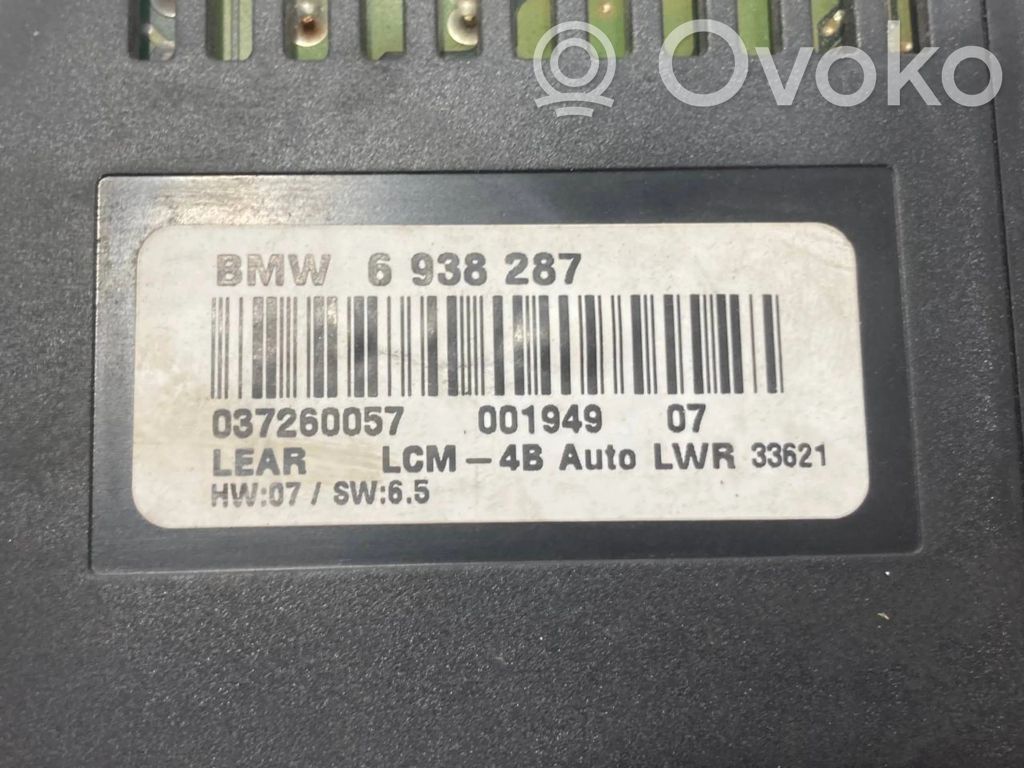 Ovoko
BMW 6 938 287
037260057 001949 07
LEAR LCM-4B Auto LWR 33621
HW:07 / SW:6.5